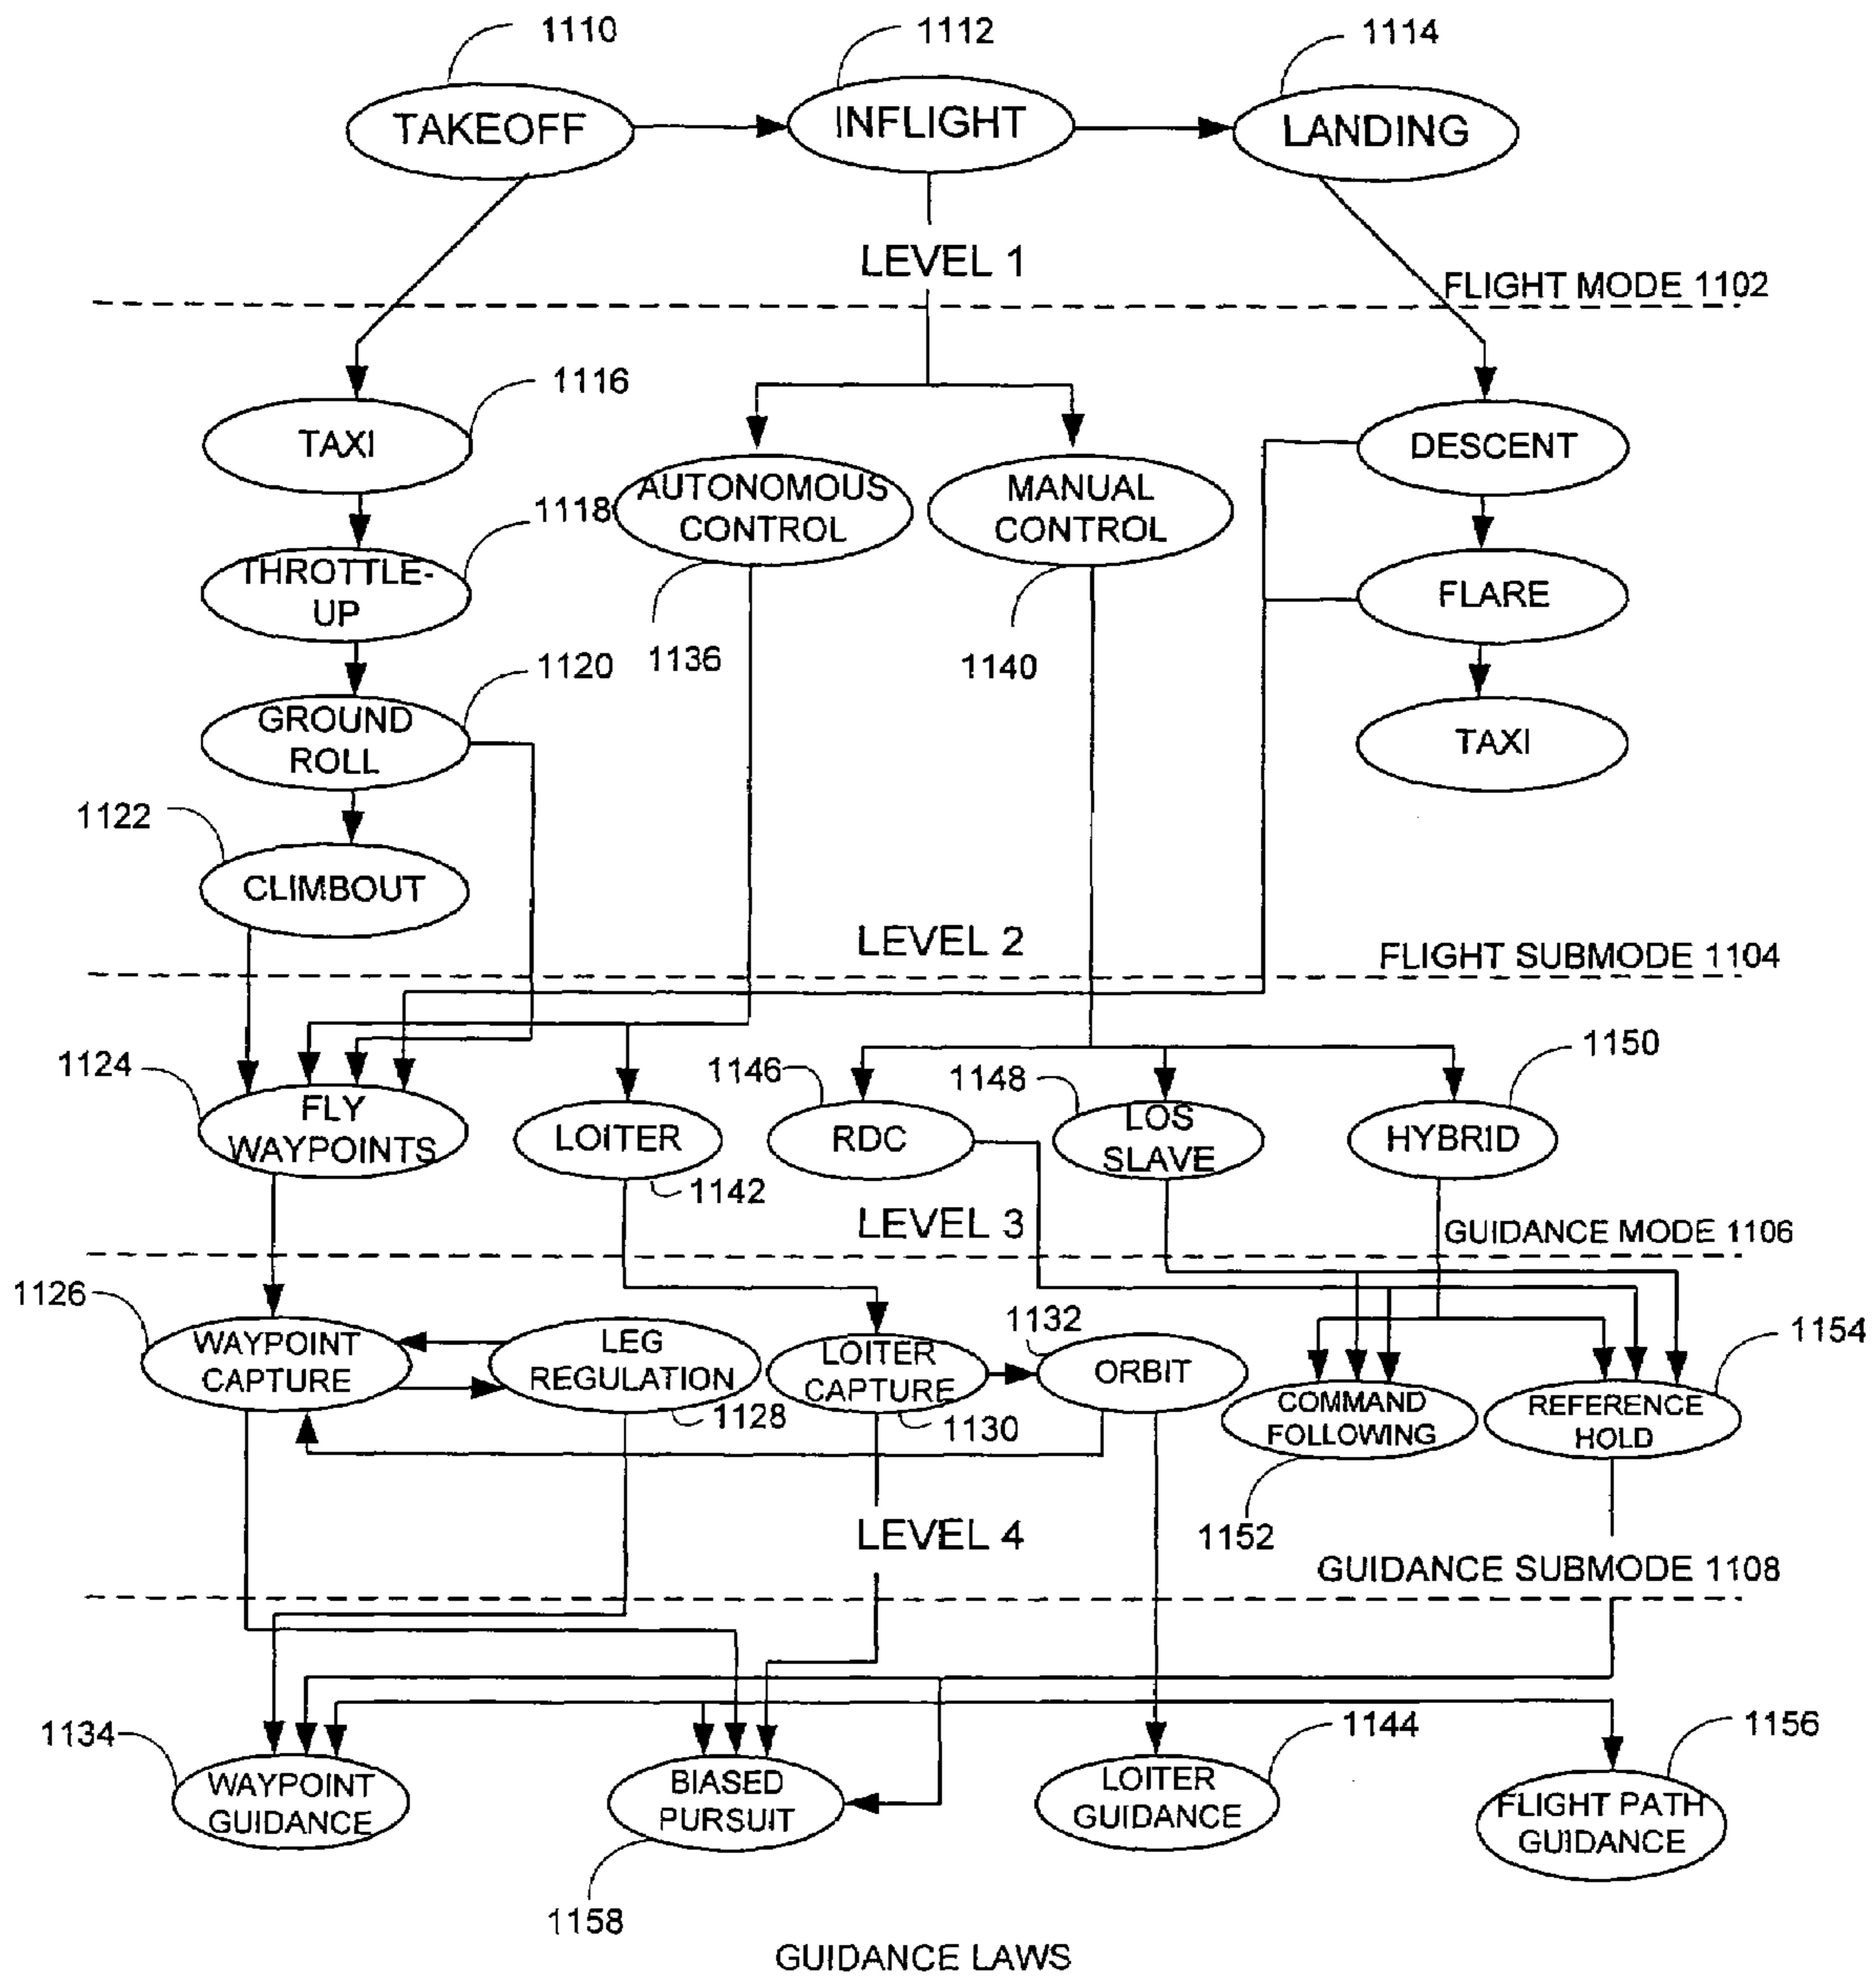 1110
1112
1114
TAKEOFF
INFLIGHT
LANDING
LEVEL 1
FLIGHT MODE 1102
1116
TAXI
DESCENT
AUTONOMOUS
CONTROL
MANUAL
CONTROL
1118
THROTTLE-
UP
FLARE
1136
1140
1120
GROUND
ROLL
TAXI
1122
CLIMBOUT
LEVEL 2
FLIGHT SUBMODE 1104
1124
1146
1148
1150
FLY
WAYPOINTS
LOITER
RDC
LOS
SLAVE
HYBRID
1142
LEVEL 3
GUIDANCE MODE 1106
1126
1132
1154
WAYPOINT
CAPTURE
LEG
REGULATION
LOITER
CAPTURE
ORBIT
COMMAND
FOLLOWING
REFERENCE
HOLD
1128
1130
1152
LEVEL 4
GUIDANCE SUBMODE 1108
1134
1144
1156
WAYPOINT
GUIDANCE
BIASED
PURSUIT
LOITER
GUIDANCE
FLIGHT PATH
GUIDANCE
1158
GUIDANCE LAWS